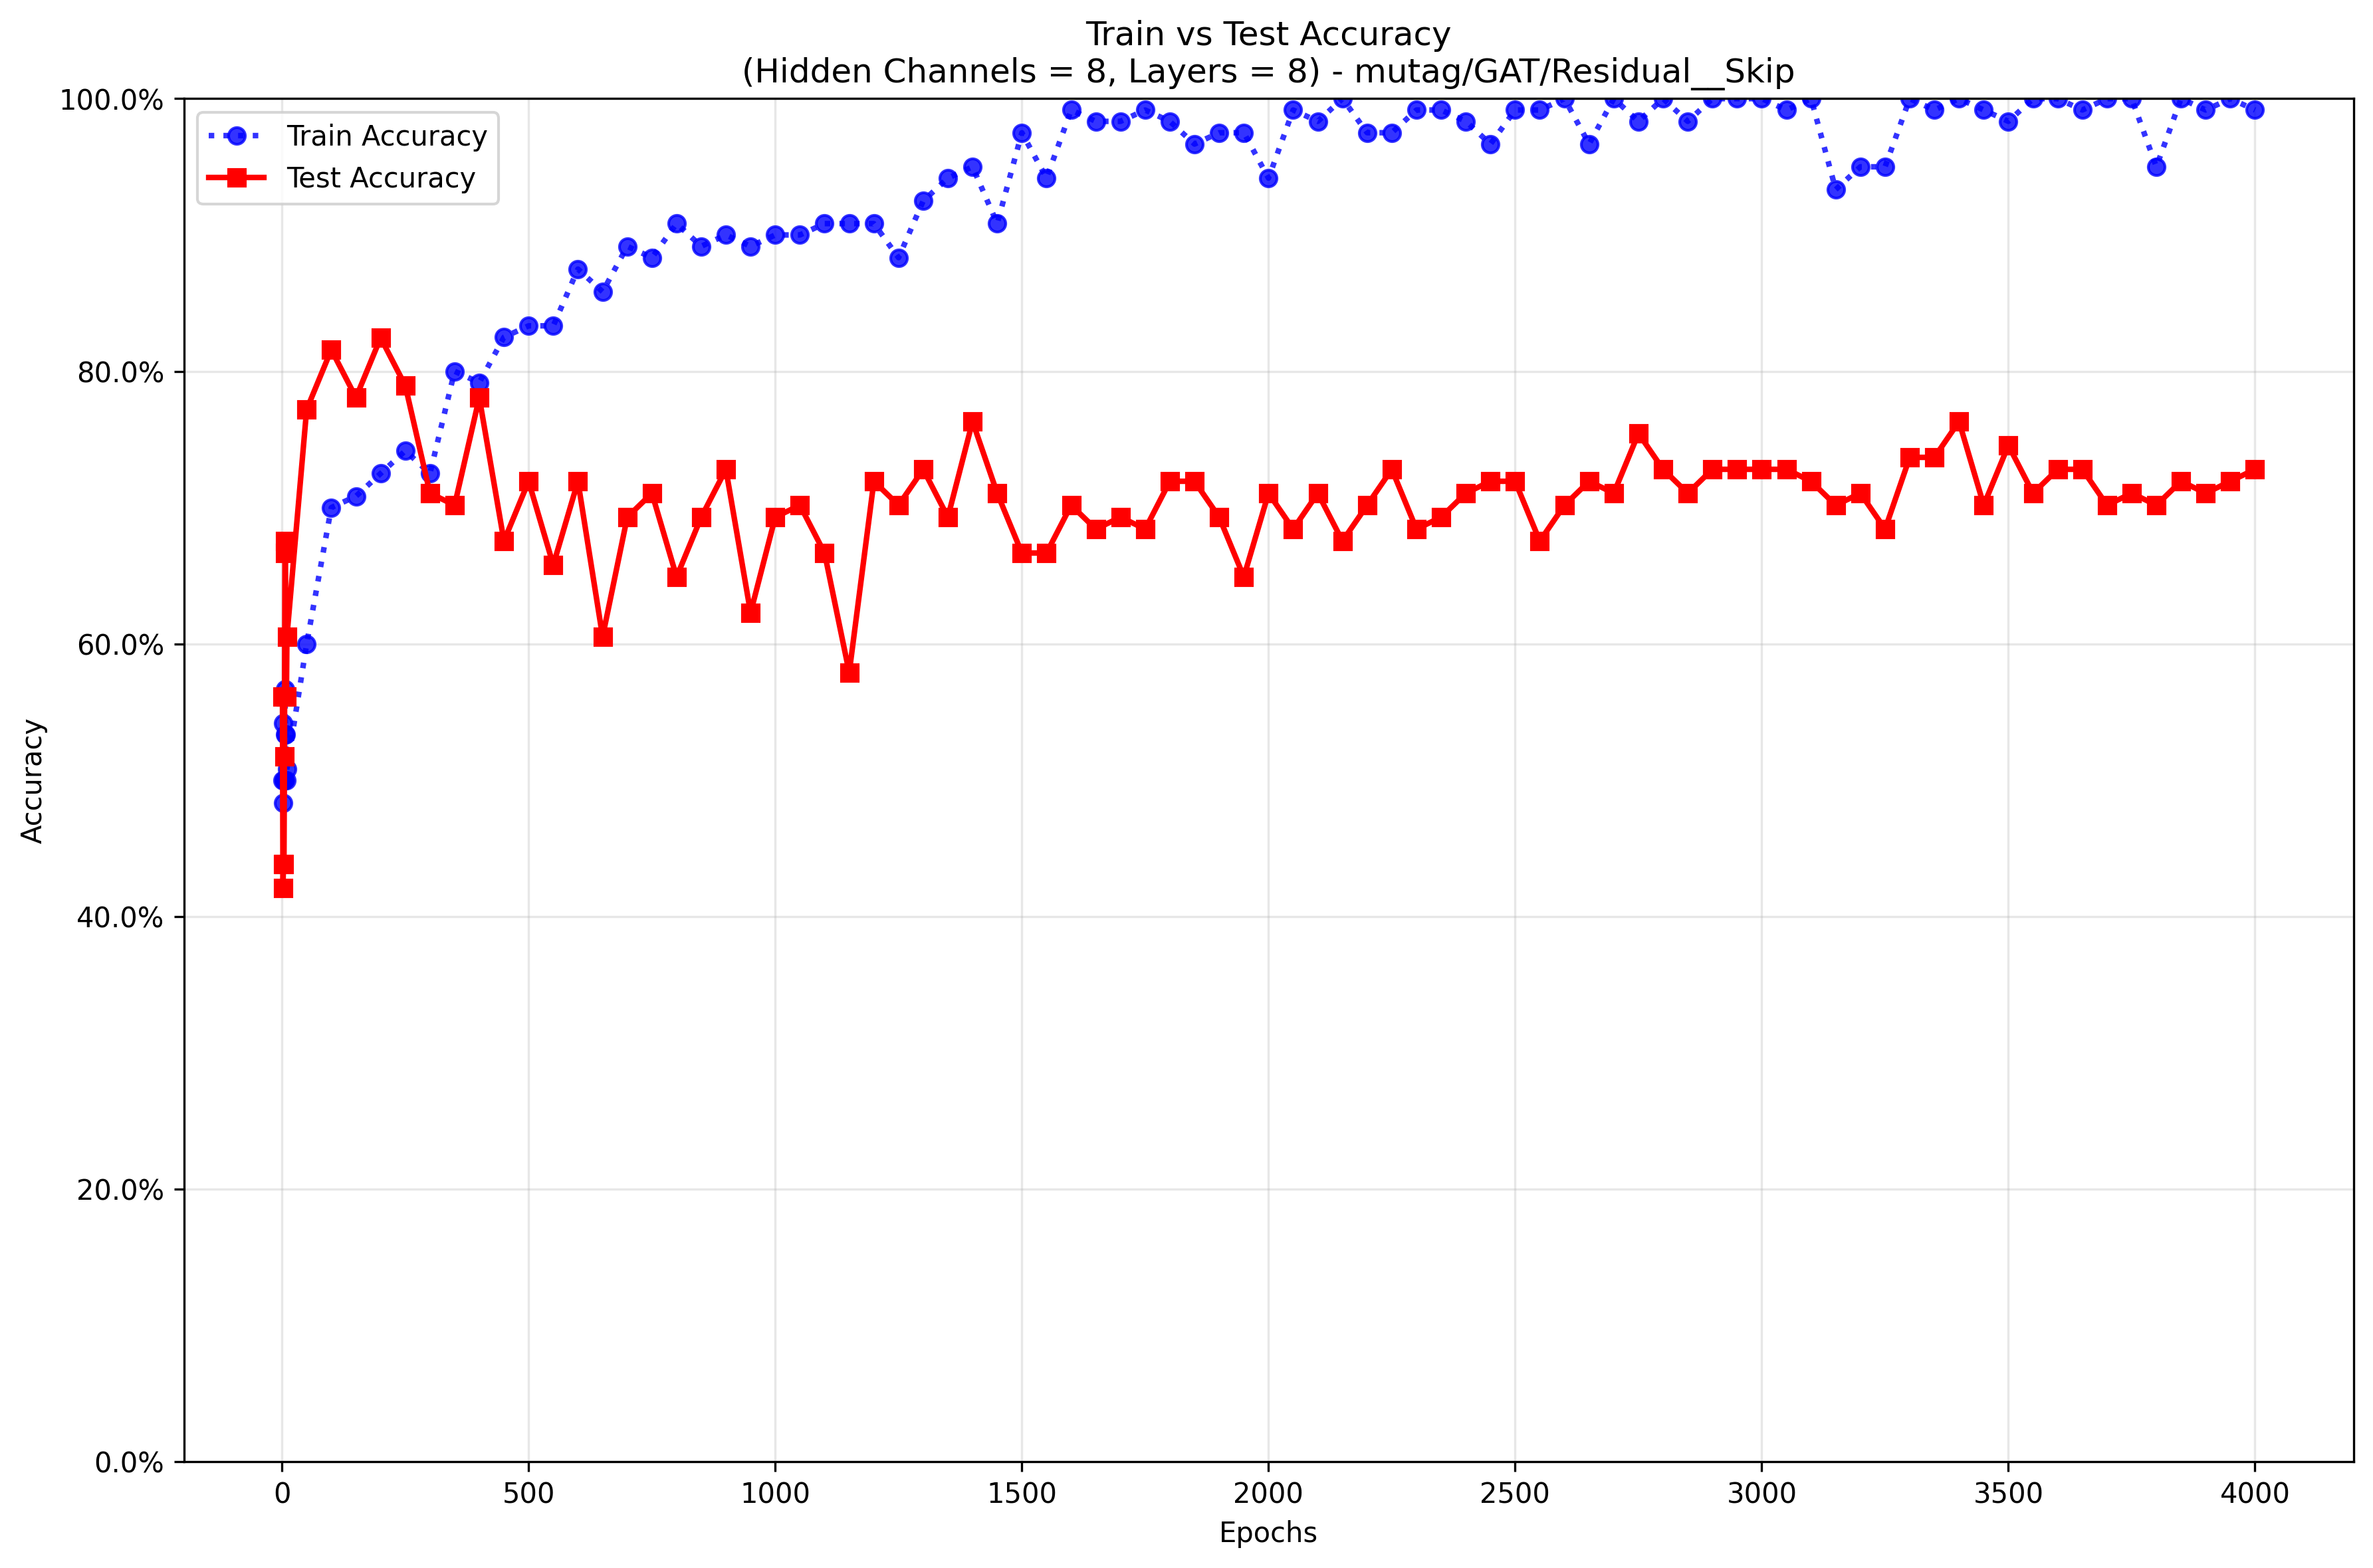 Train vs Test Accuracy
(Hidden Channels = 8, Layers = 8) - mutag/GAT/Residual__Skip
Train Accuracy
Test Accuracy
Accuracy
100.0%
80.0%
60.0%
40.0%
20.0%
0.0%
0 500 1000 1500 2000 2500 3000 3500 4000
Epochs